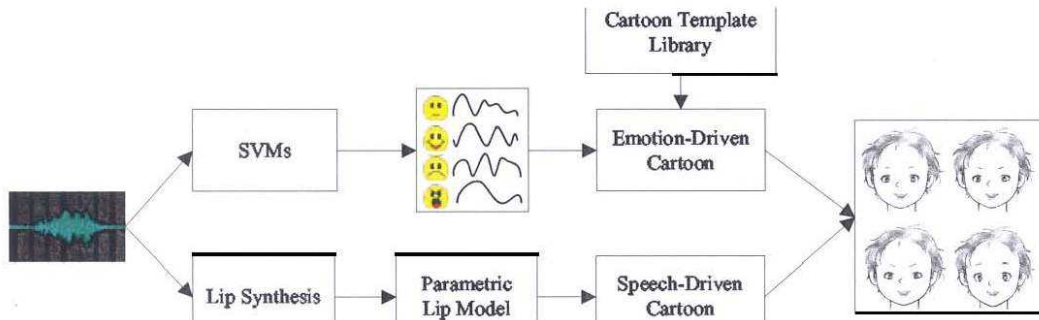 Cartoon Template
Library
SVMs
Emotion-Driven
Cartoon
Lip Synthesis
Parametric
Lip Model
Speech-Driven
Cartoon